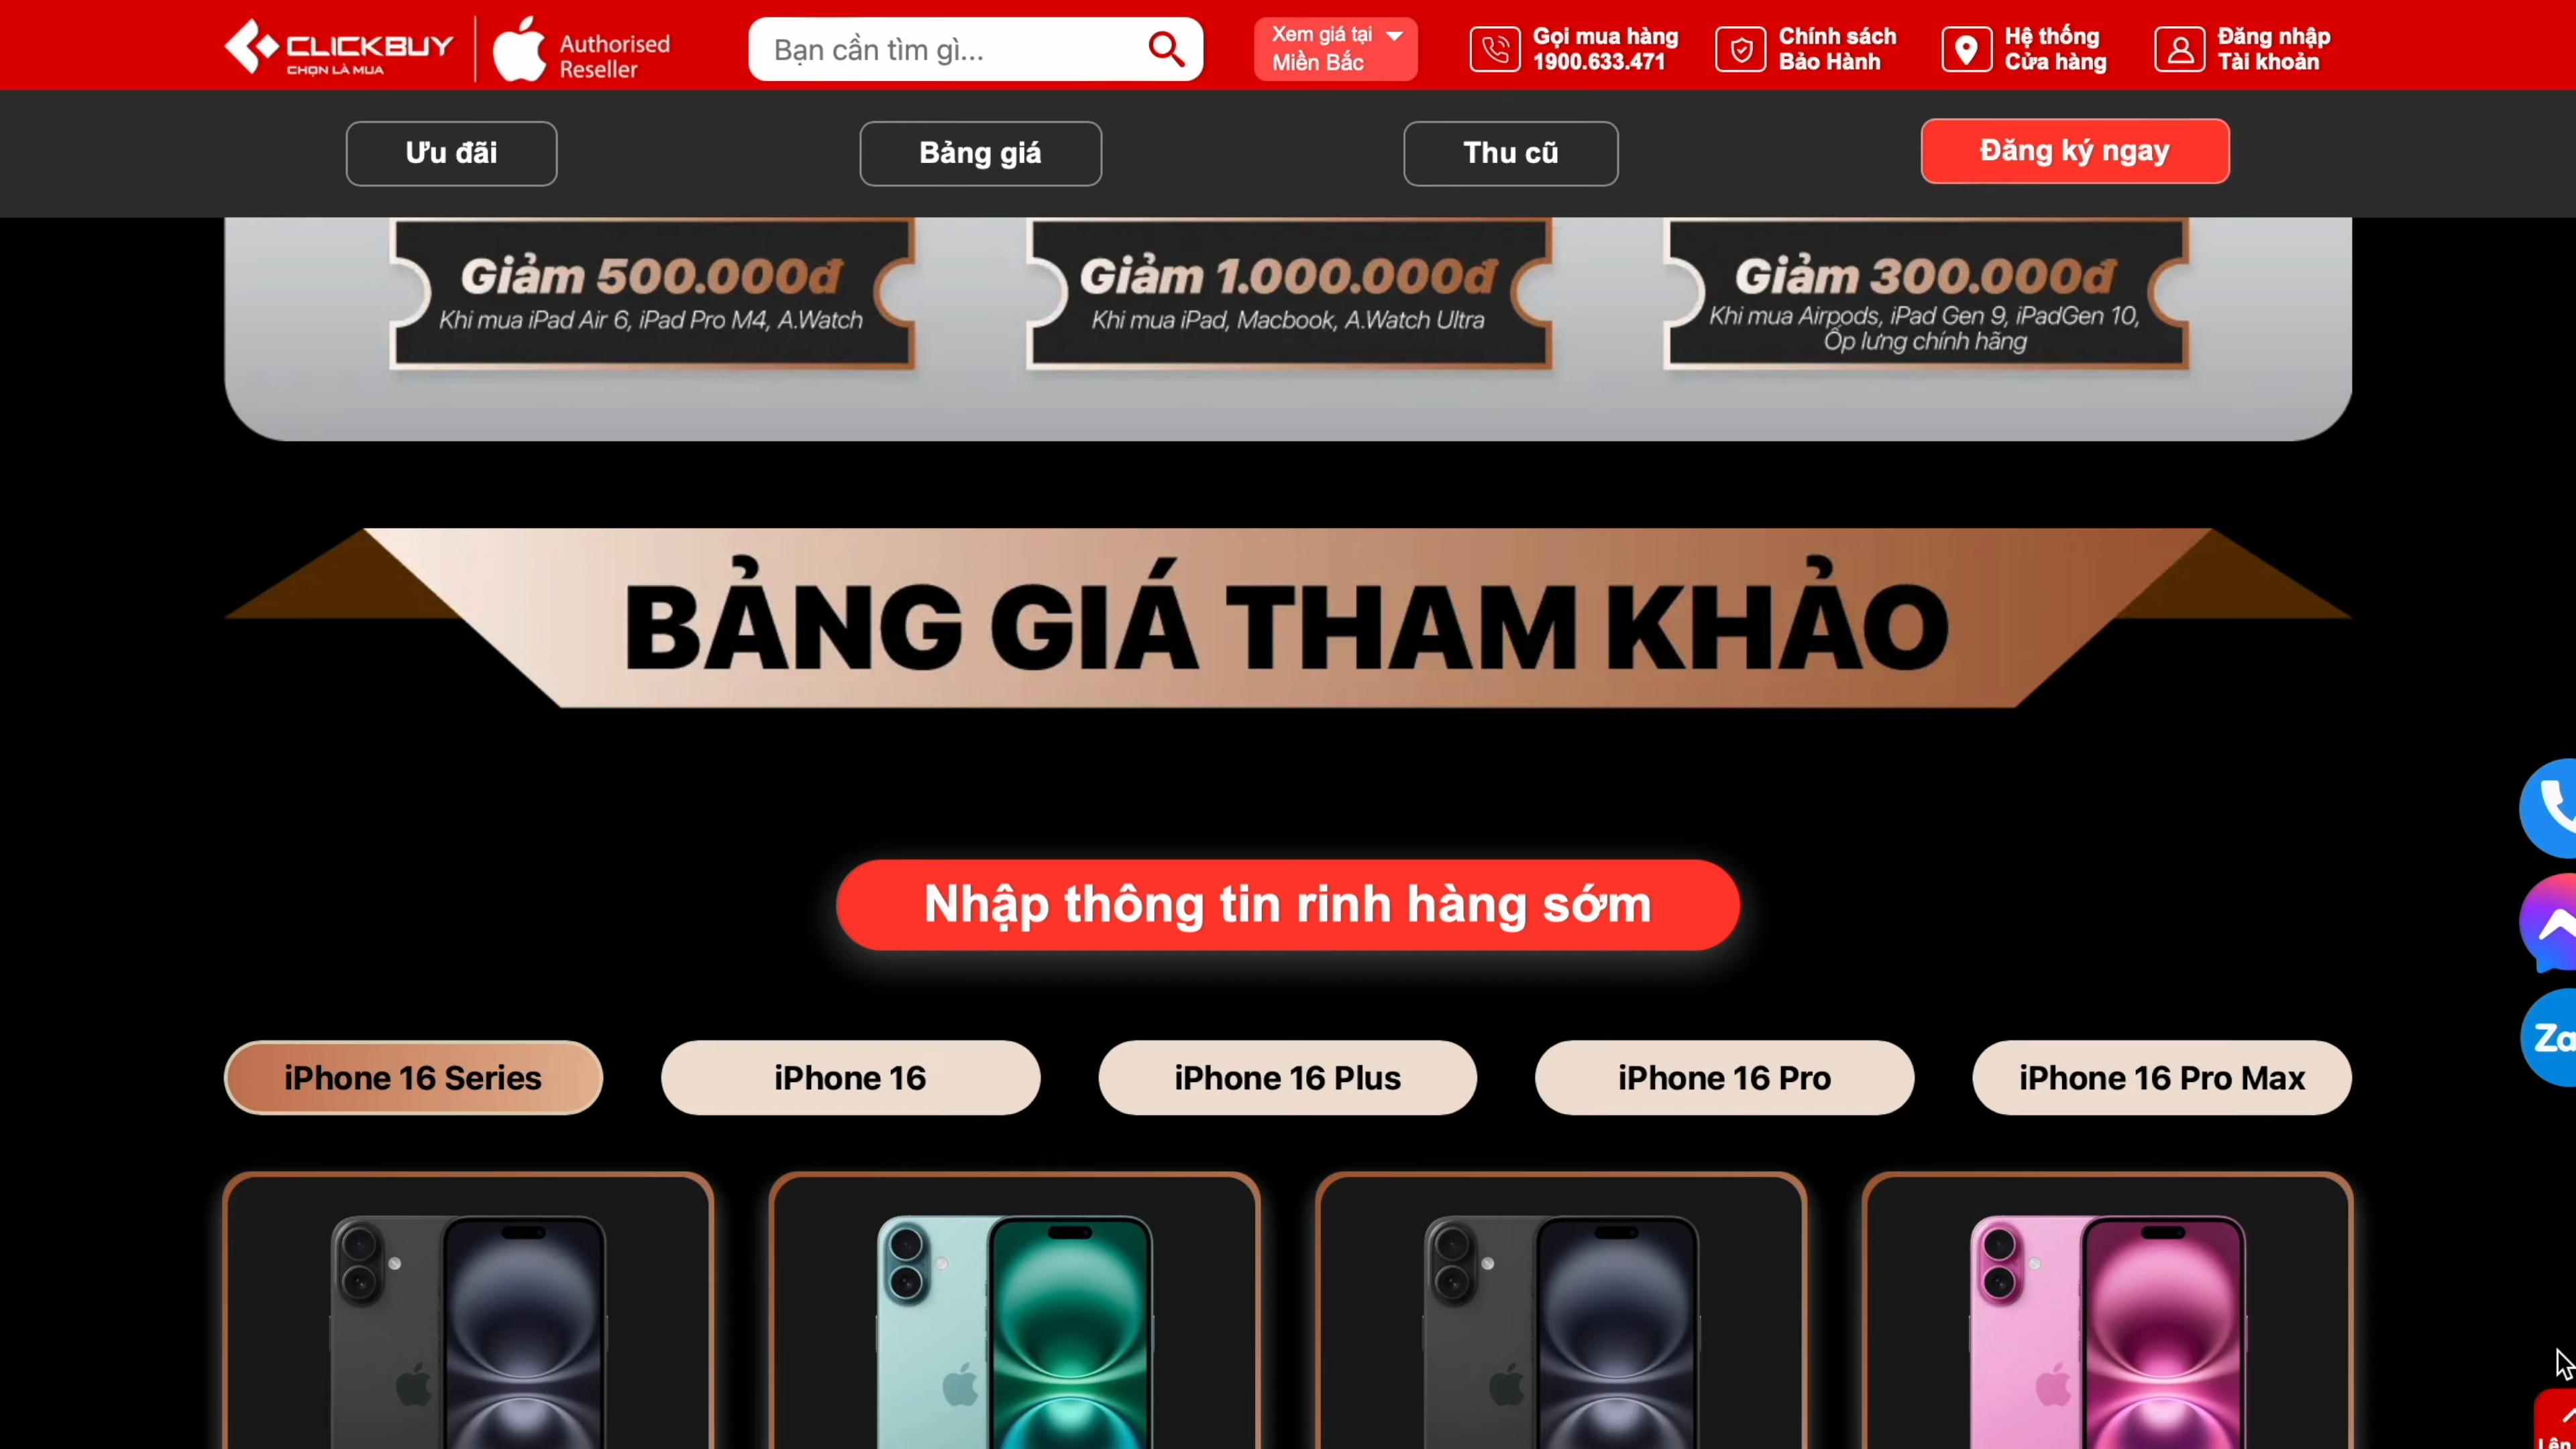 CLICKBUY
CHỌN LÀ MUA
Authorised
Reseller
Bạn cần tìm gì...
Xem giá tại
Miền Bắc
Gọi mua hàng
1900.633.471
Chính sách
Bảo Hành
Hệ thống
Cửa hàng
Đăng nhập
Tài khoản
Ưu đãi
Bảng giá
Thu cũ
Đăng ký ngay
Giảm 500.000đ
Khi mua iPad Air 6, iPad Pro M4, A.Watch
Giảm 1.000.000đ
Khi mua iPad, Macbook, A.Watch Ultra
Giảm 300.000đ
Khi mua Airpods, iPad Gen 9, iPadGen 10,
Ốp lưng chính hãng
BẢNG GIÁ THAM KHẢO
Nhập thông tin rinh hàng sớm
iPhone 16 Series
iPhone 16
iPhone 16 Plus
iPhone 16 Pro
iPhone 16 Pro Max
Za
Lên